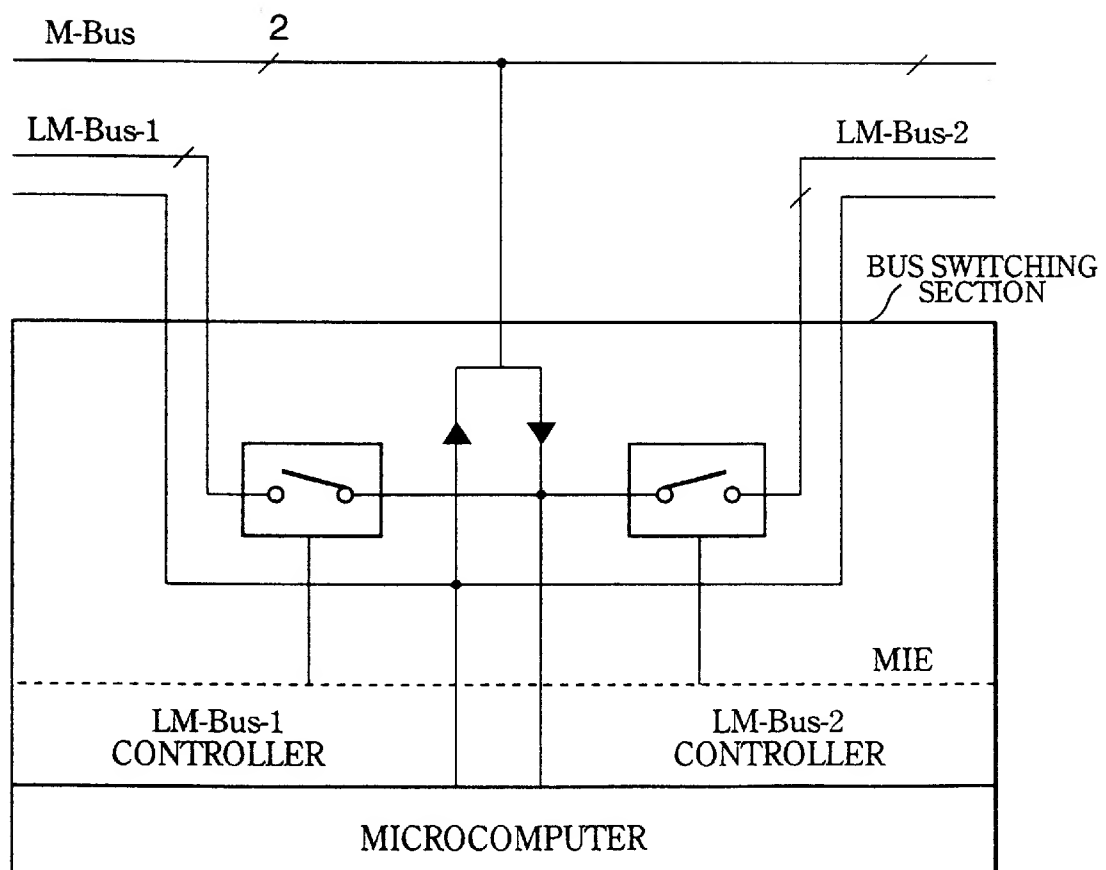 M-Bus 2
LM-Bus-1
LM-Bus-2
BUS SWITCHING
SECTION
MIE
LM-Bus-1
CONTROLLER
LM-Bus-2
CONTROLLER
MICROCOMPUTER